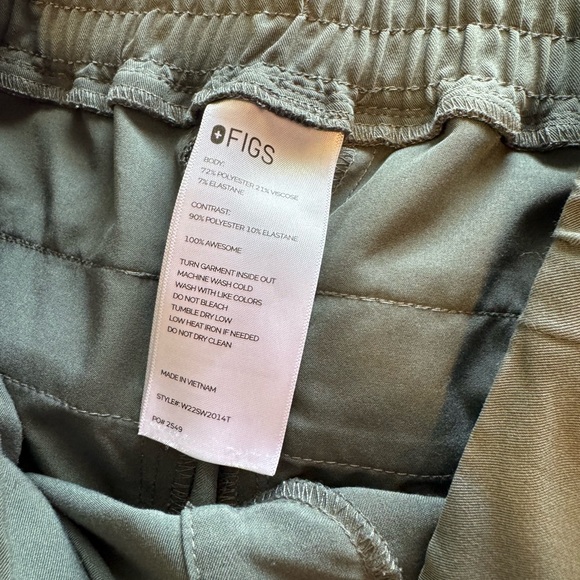 FIGS
BODY:
72% POLYESTER 21% VISCOSE
7% ELASTANE
CONTRAST:
90% POLYESTER 10% ELASTANE
100% AWESOME
TURN GARMENT INSIDE OUT
MACHINE WASH COLD
WASH WITH LIKE COLORS
DO NOT BLEACH
TUMBLE DRY LOW
LOW HEAT IRON IF NEEDED
DO NOT DRY CLEAN
MADE IN VIETNAM
STYLE#: W22SW2014T
PO# 2549